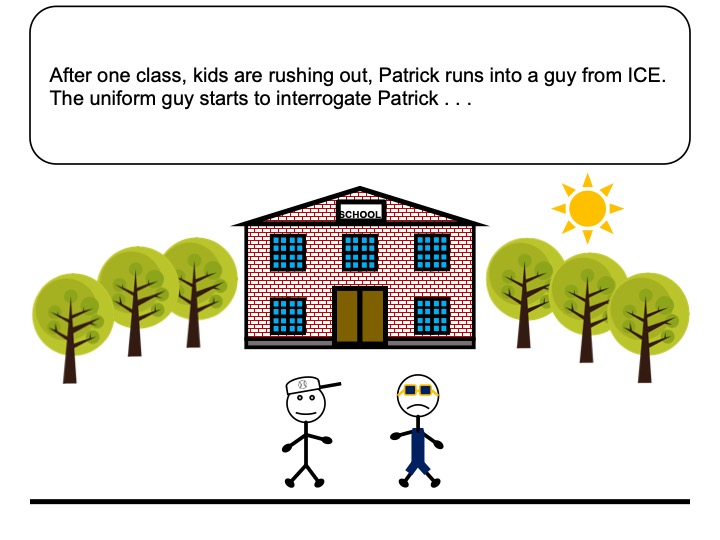 After one class, kids are rushing out, Patrick runs into a guy from ICE.
The uniform guy starts to interrogate Patrick . . .
SCHOOL